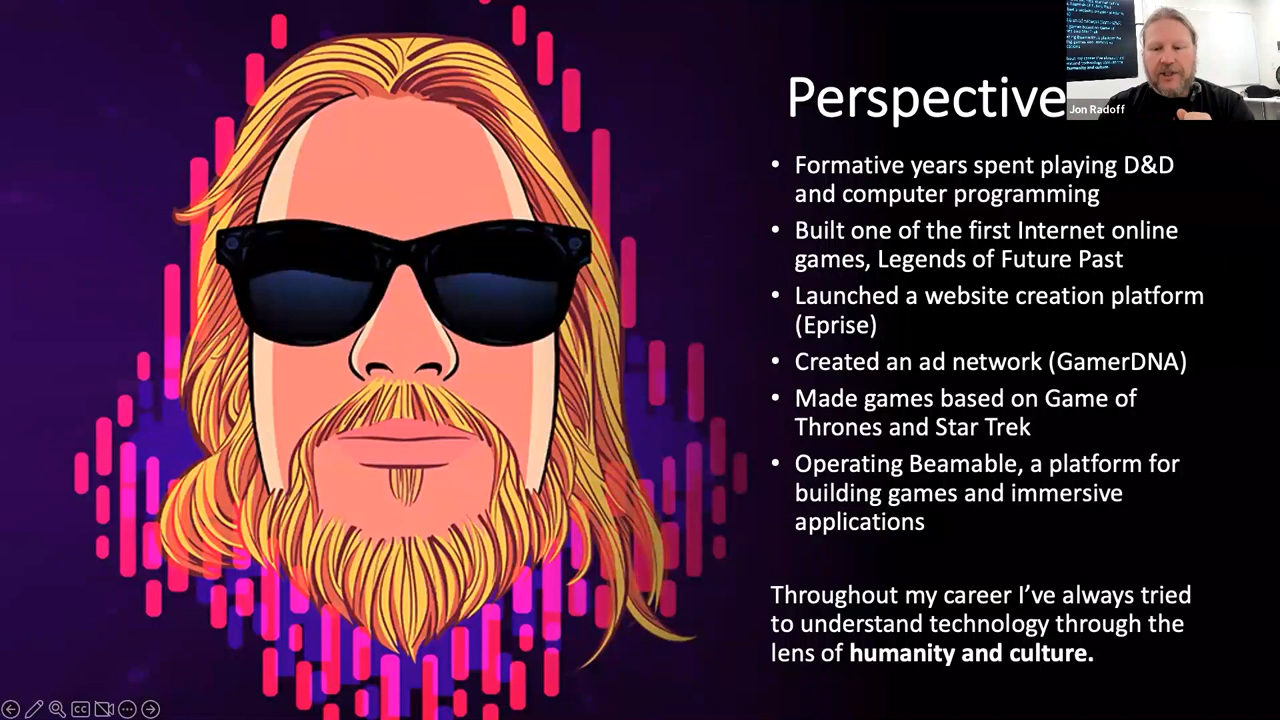 Perspective
Jon Radoff
• Formative years spent playing D&D
and computer programming
• Built one of the first Internet online
games, Legends of Future Past
• Launched a website creation platform
(Eprise)
• Created an ad network (GamerDNA)
• Made games based on Game of
Thrones and Star Trek
• Operating Beamable, a platform for
building games and immersive
applications
Throughout my career I’ve always tried
to understand technology through the
lens of humanity and culture.
CC